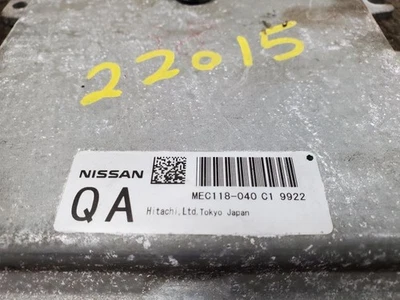 22015
NISSAN
MEC118-040 C1 9922
QA
Hitachi,Ltd.Tokyo Japan